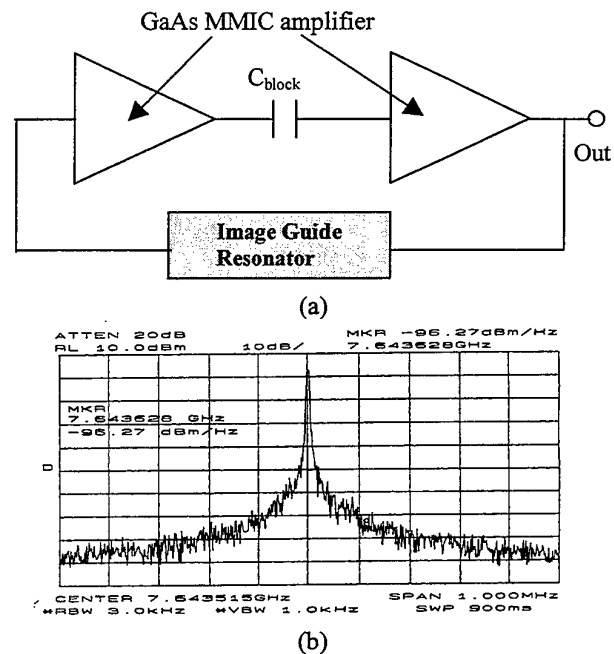 GaAs MMIC amplifier
C_block
Out
Image Guide
Resonator
(a)
ATTEN 20dB
RL 10.0dBm
10dB/
MKR -96.27dBm/Hz
7.643628GHz
MKR
7.643628 GHz
-96.27 dBm/Hz
D
CENTER 7.643515GHz
SPAN 1.000MHz
#RBW 3.0kHz
#VBW 1.0kHz
SWP 900ms
(b)